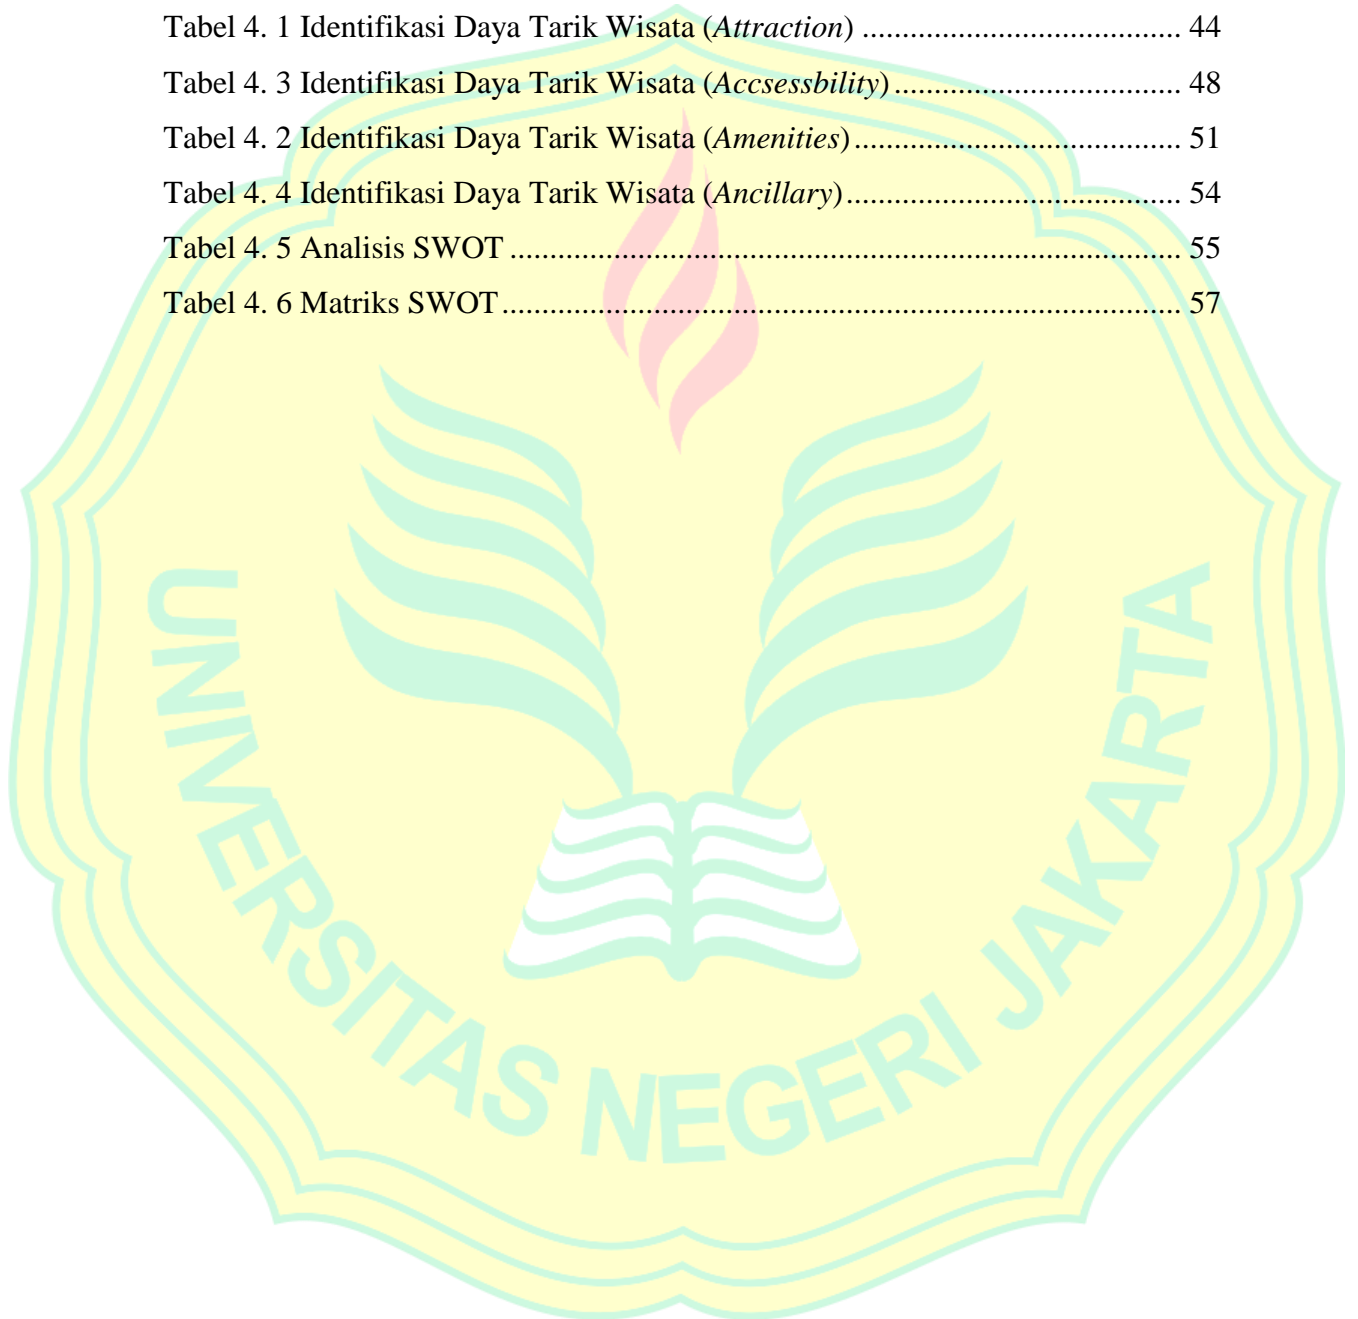 Tabel 4. 1 Identifikasi Daya Tarik Wisata (Attraction) ........................................ 44
Tabel 4. 3 Identifikasi Daya Tarik Wisata (Accsessbility) .................................... 48
Tabel 4. 2 Identifikasi Daya Tarik Wisata (Amenities) ......................................... 51
Tabel 4. 4 Identifikasi Daya Tarik Wisata (Ancillary) .......................................... 54
Tabel 4. 5 Analisis SWOT .................................................................................... 55
Tabel 4. 6 Matriks SWOT ..................................................................................... 57
UNIVERSITAS NEGERI JAKARTA